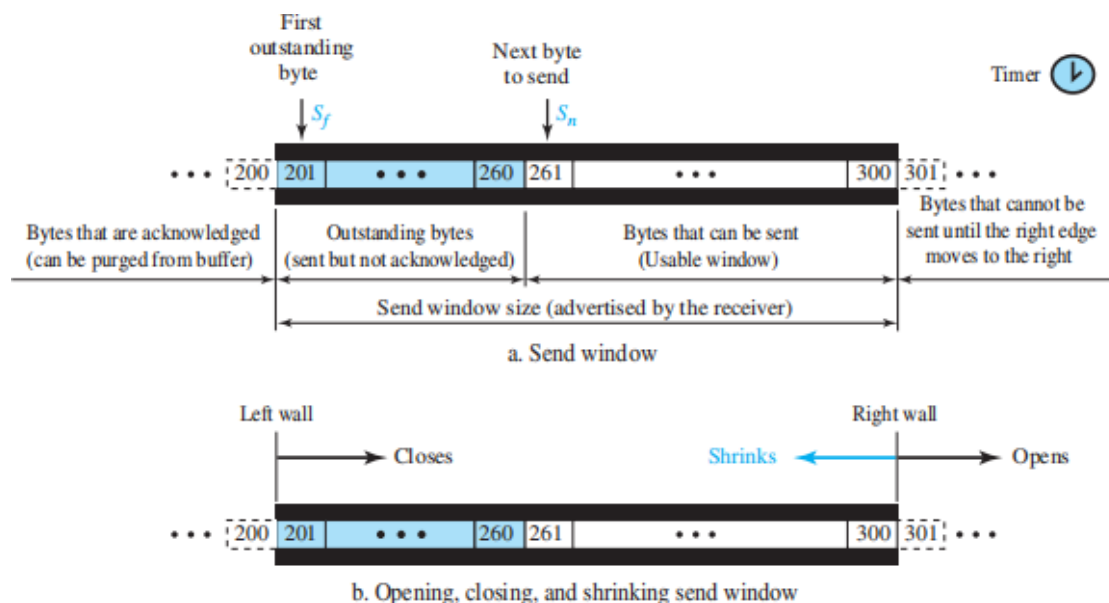 First
outstanding
byte
Next byte
to send
Timer
S_f
S_n
• • • 200 201 • • • 260 261 • • • 300 301 • • •
Bytes that are acknowledged
(can be purged from buffer)
Outstanding bytes
(sent but not acknowledged)
Bytes that can be sent
(Usable window)
Bytes that cannot be
sent until the right edge
moves to the right
Send window size (advertised by the receiver)
a. Send window
Left wall
Right wall
Closes
Shrinks
Opens
• • • 200 201 • • • 260 261 • • • 300 301 • • •
b. Opening, closing, and shrinking send window